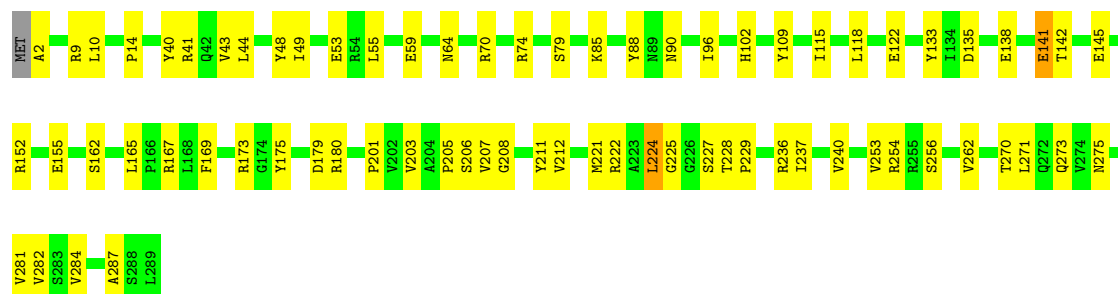 MET A2 R9 L10 P14 Y40 R41 Q42 V43 L44 Y48 I49 E53 R54 L55 E59 N64 R70 R74 S79 K85 Y88 N89 N90 I96 H102 Y109 I115 L118 E122 Y133 I134 D135 E138 E141 T142 E145
R152 E155 S162 L165 P166 R167 L168 F169 R173 G174 Y175 D179 R180 P201 V202 V203 A204 P205 S206 V207 G208 Y211 V212 M221 R222 A223 L224 G225 G226 S227 T228 P229 R236 I237 V240 V253 R254 R255 S256 V262 T270 L271 Q272 Q273 V274 N275
V281 V282 S283 V284 A287 S288 L289